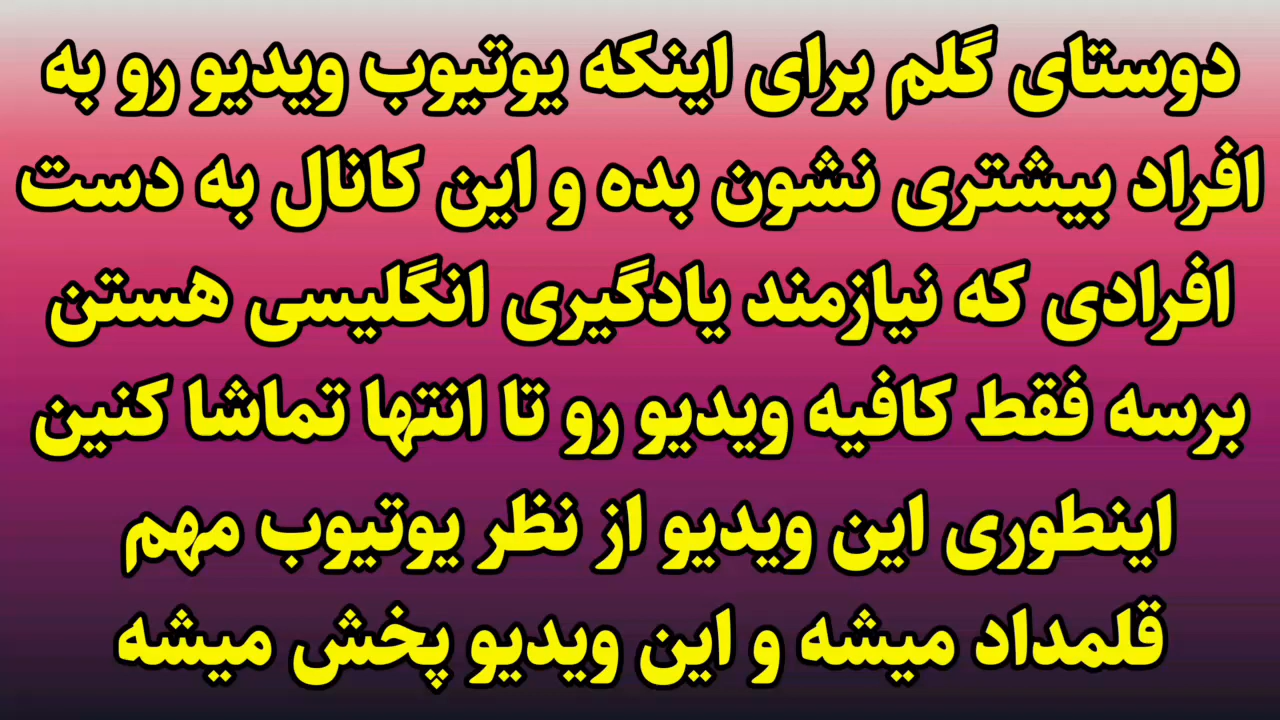 دوستای گلم برای اینکه یوتیوب ویدیو رو به
افراد بیشتری نشون بده و این کانال به دست
افرادی که نیازمند یادگیری انگلیسی هستن
برسه فقط کافیه ویدیو رو تا انتها تماشا کنین
اینطوری این ویدیو از نظر یوتیوب مهم
قلمداد میشه و این ویدیو پخش میشه